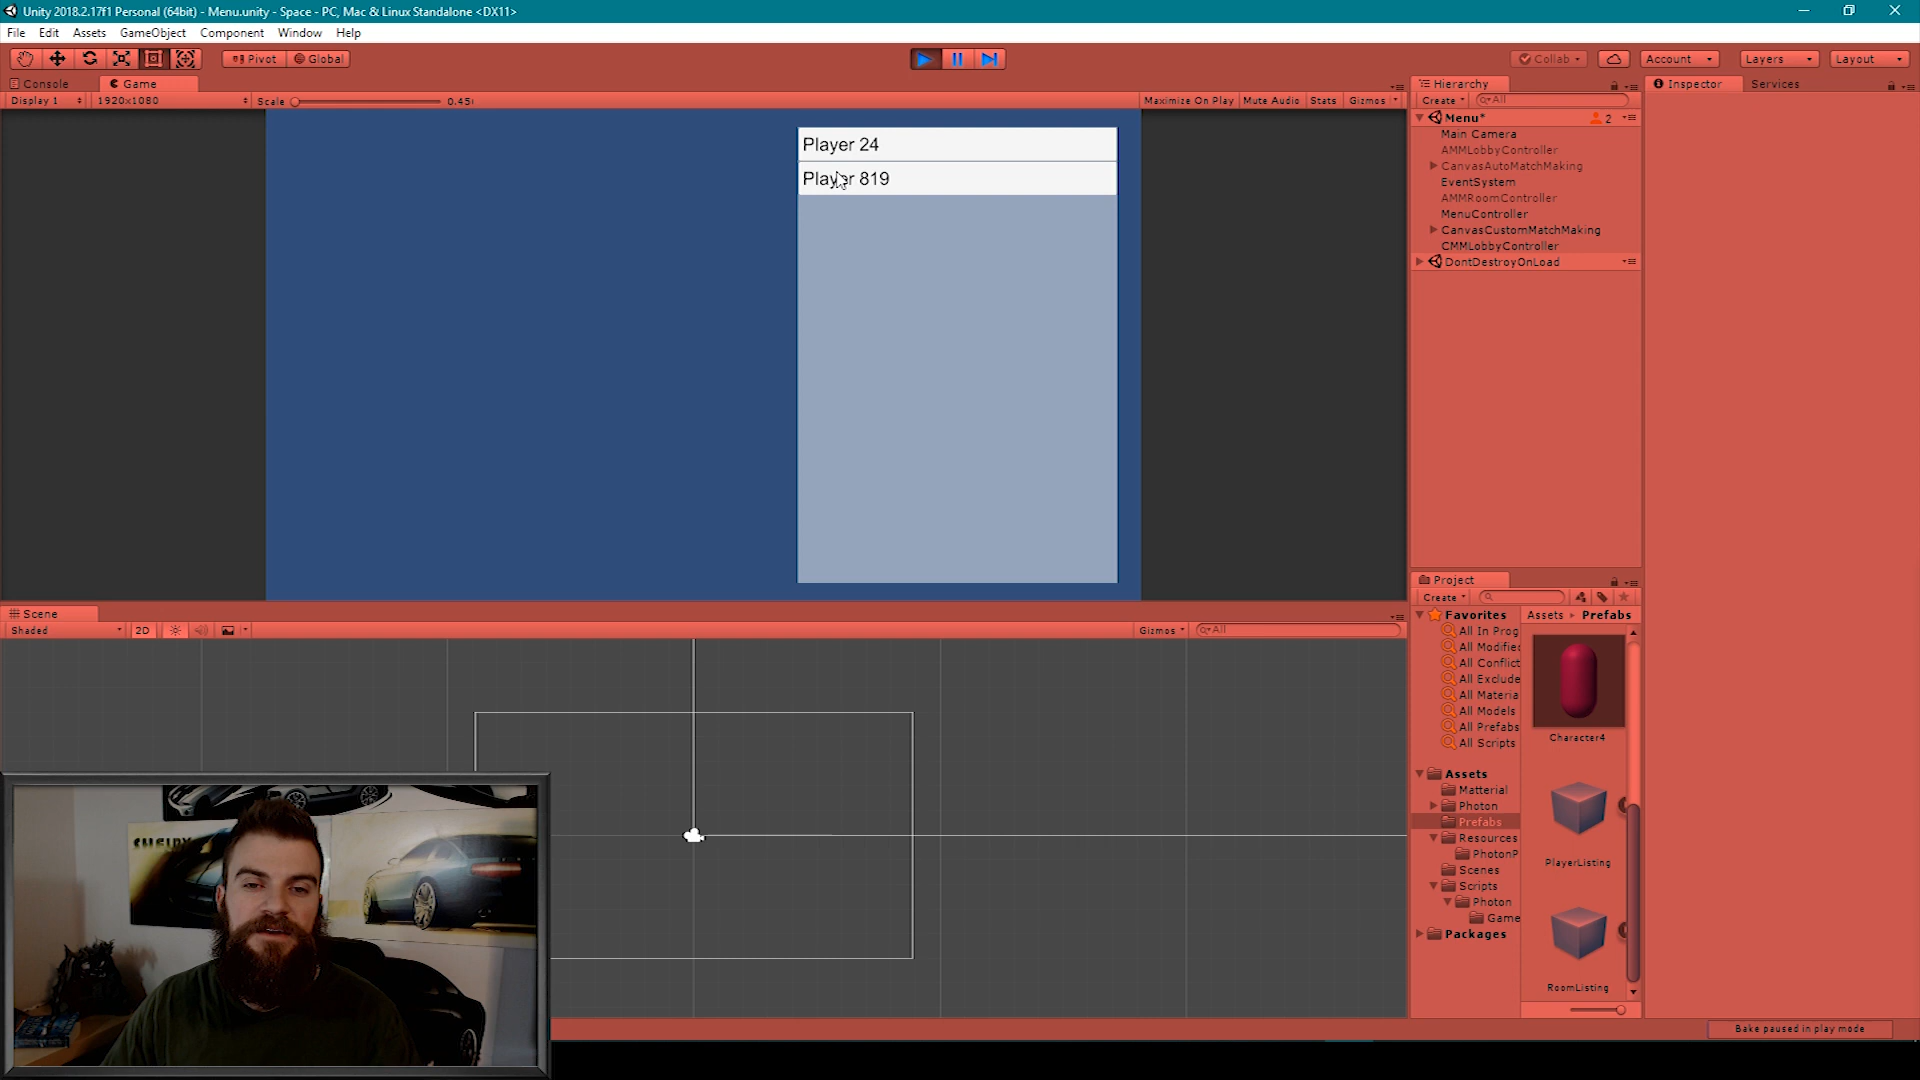 Unity 2018.2.17f1 Personal (64bit) - Menu.unity - Space - PC, Mac & Linux Standalone <DX11>
File Edit Assets GameObject Component Window Help
Pivot Global Collab Account Layers Layout
Console Game
Display 1 1920x1080 Scale 0.45
Maximize On Play Mute Audio Stats Gizmos
Player 24
Player 819
Hierarchy
Create All
Menu* 2
Main Camera
AMMLobbyController
CanvasAutoMatchMaking
EventSystem
AMMRoomController
MenuController
CanvasCustomMatchMaking
CMMLobbyController
DontDestroyOnLoad
Inspector Services
Scene
Shaded 2D Gizmos All
Project
Create
Favorites
All In Prog
All Modifie
All Conflict
All Exclude
All Materia
All Models
All Prefabs
All Scripts
Assets
Matterial
Photon
Prefabs
Resources
PhotonP
Scenes
Scripts
Photon
Game
Packages
Assets Prefabs
Character4
PlayerListing
RoomListing
Bake paused in play mode